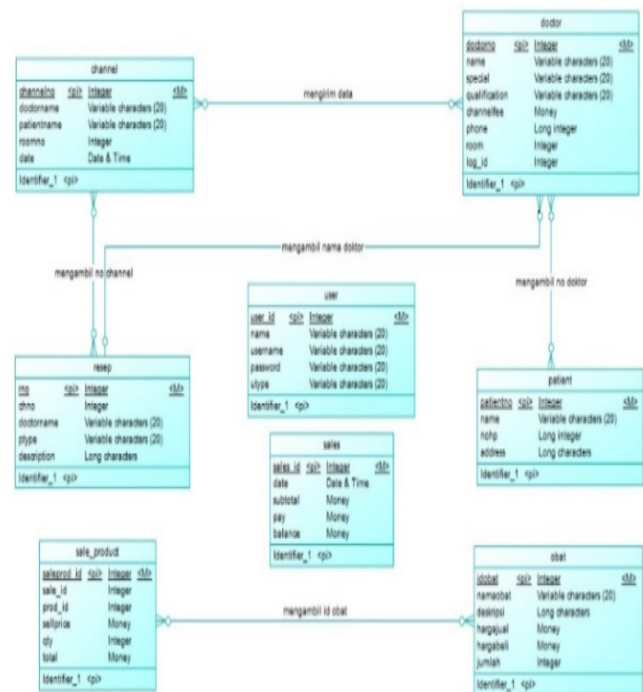 channel
channelno <pi> Integer <M>
doctorname Variable characters (20)
patientname Variable characters (20)
roomno Integer
date Date & Time
Identifier_1 <pi>
mengirim data
doctor
doctorno <pi> Integer <M>
name Variable characters (20)
special Variable characters (20)
qualification Variable characters (20)
channelfee Money
phone Long integer
room Integer
log_id Integer
Identifier_1 <pi>
mengambil nama doktor
mengambil no channel
mengambil no doktor
user
user_id <pi> Integer <M>
name Variable characters (20)
username Variable characters (20)
password Variable characters (20)
utype Variable characters (20)
Identifier_1 <pi>
resep
rno <pi> Integer <M>
chno Integer
doctorname Variable characters (20)
ptype Variable characters (20)
description Long characters
Identifier_1 <pi>
patient
patientno <pi> Integer <M>
name Variable characters (20)
nohp Long integer
address Long characters
Identifier_1 <pi>
sales
sales_id <pi> Integer <M>
date Date & Time
subtotal Money
pay Money
balance Money
Identifier_1 <pi>
sale_product
saleprod_id <pi> Integer <M>
sale_id Integer
prod_id Integer
sellprice Money
qty Integer
total Money
Identifier_1 <pi>
mengambil id obat
obat
idobat <pi> Integer <M>
namaobat Variable characters (20)
deskripsi Long characters
hargajual Money
hargabeli Money
jumlah Integer
Identifier_1 <pi>